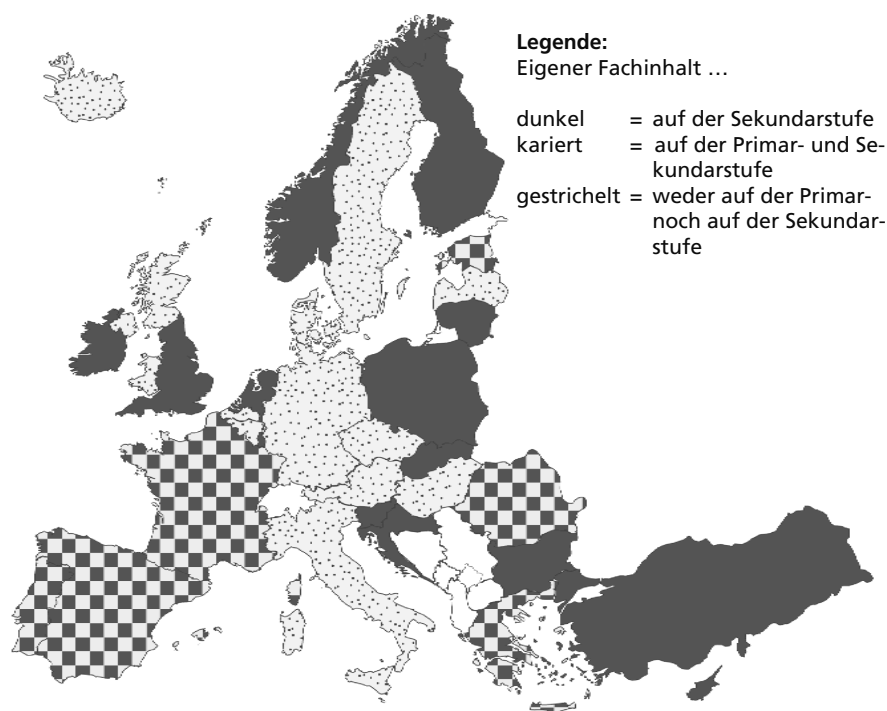 Legende:
Eigener Fachinhalt …
dunkel = auf der Sekundarstufe
kariert = auf der Primar- und Se-
kundarstufe
gestrichelt = weder auf der Primar-
noch auf der Sekundar-
stufe